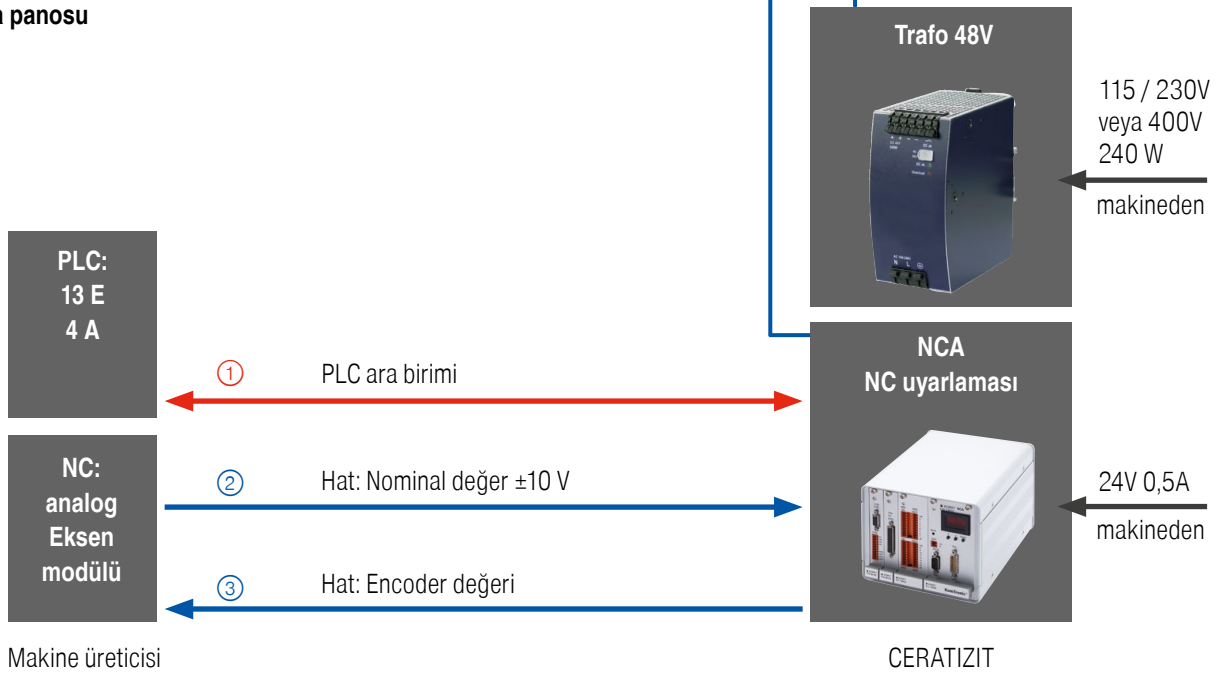 a panosu
Trafo 48V
115 / 230V
veya 400V
240 W
makineden
PLC:
13 E
4 A
① PLC ara birimi
NCA
NC uyarlaması
NC:
analog
Eksen
modülü
② Hat: Nominal değer ±10 V
24V 0,5A
makineden
③ Hat: Encoder değeri
Makine üreticisi
CERATIZIT